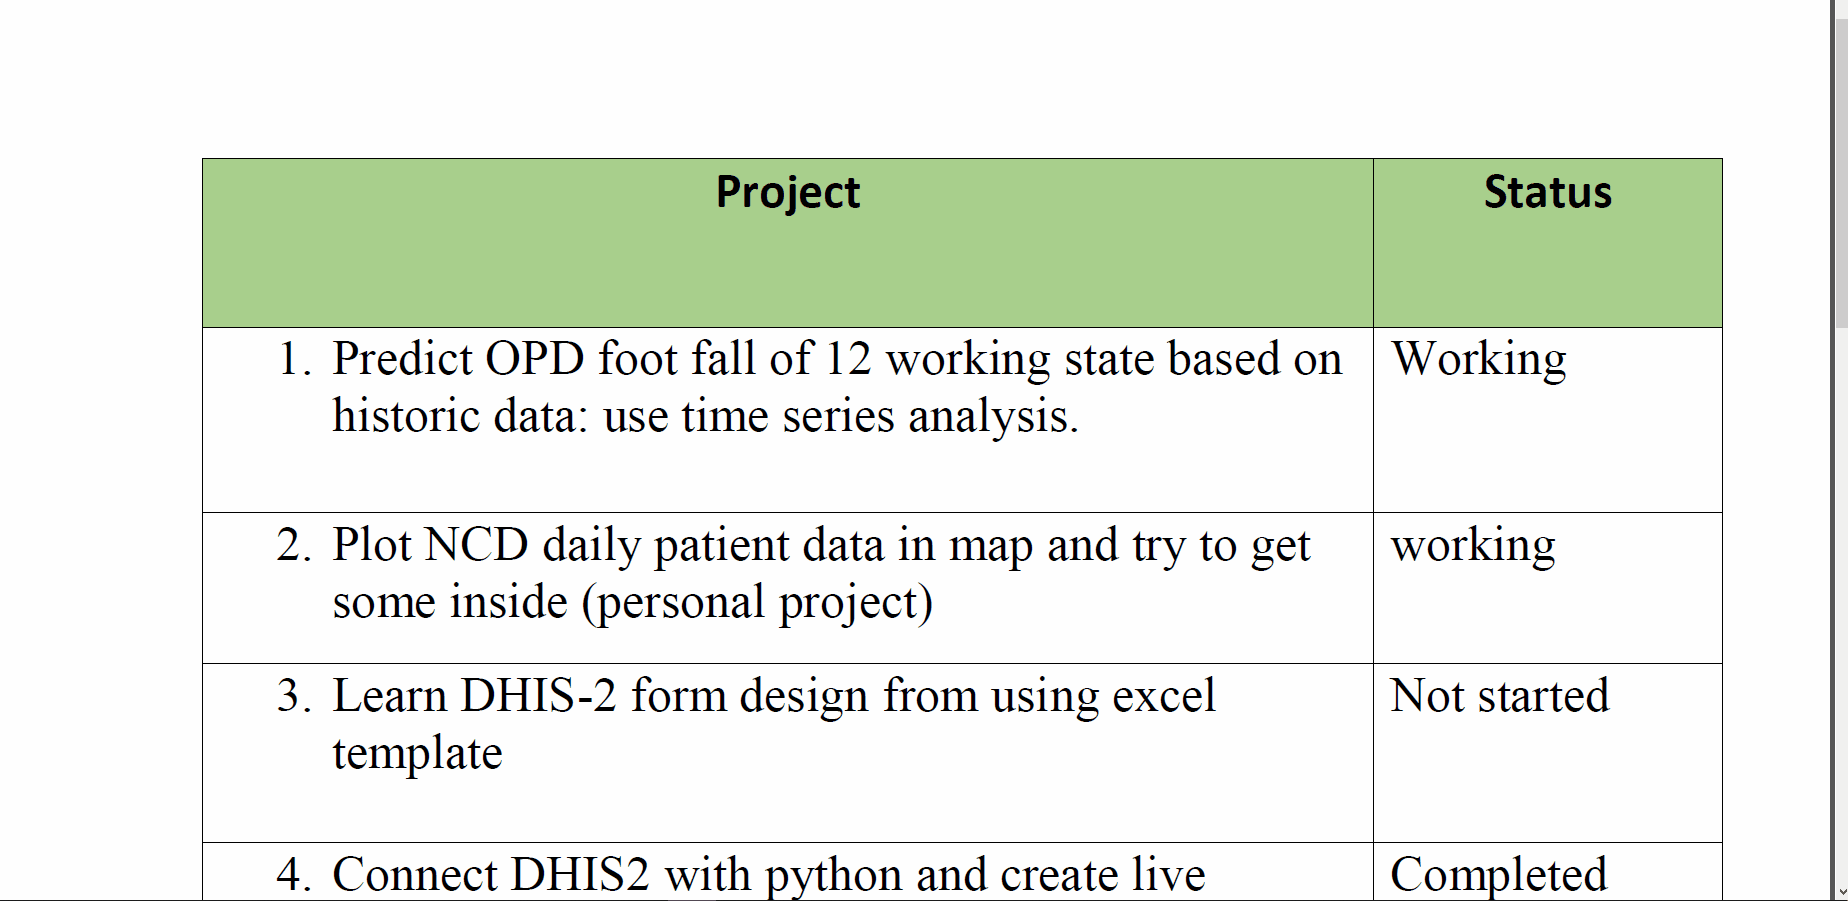 Project Status
1. Predict OPD foot fall of 12 working state based on Working
historic data: use time series analysis.
2. Plot NCD daily patient data in map and try to get working
some inside (personal project)
3. Learn DHIS-2 form design from using excel Not started
template
4. Connect DHIS2 with python and create live Completed